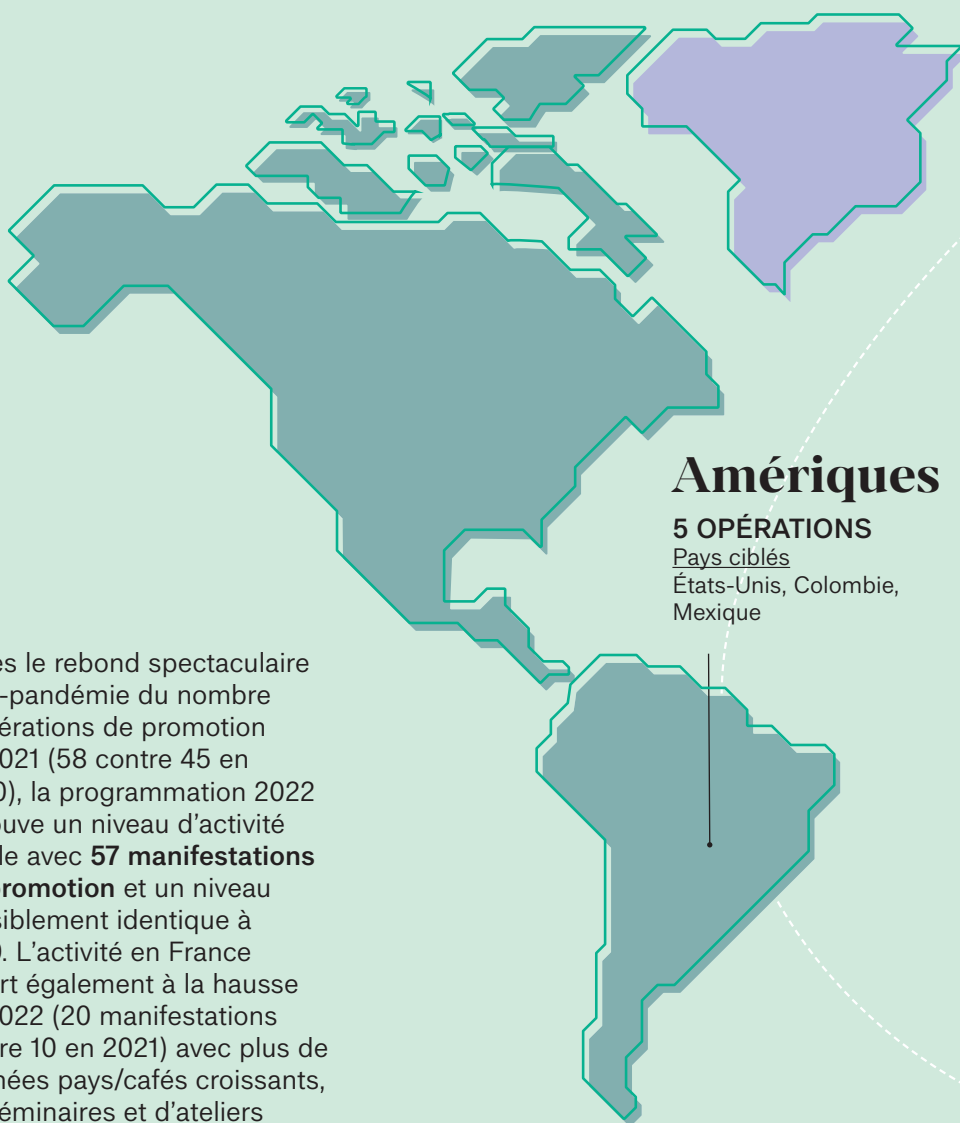 Amériques
5 OPÉRATIONS
Pays ciblés
États-Unis, Colombie,
Mexique
ès le rebond spectaculaire
-pandémie du nombre
érations de promotion
021 (58 contre 45 en
0), la programmation 2022
ouve un niveau d’activité
le avec 57 manifestations
promotion et un niveau
siblement identique à
. L’activité en France
rt également à la hausse
022 (20 manifestations
re 10 en 2021) avec plus de
nées pays/cafés croissants,
éminaires et d’ateliers